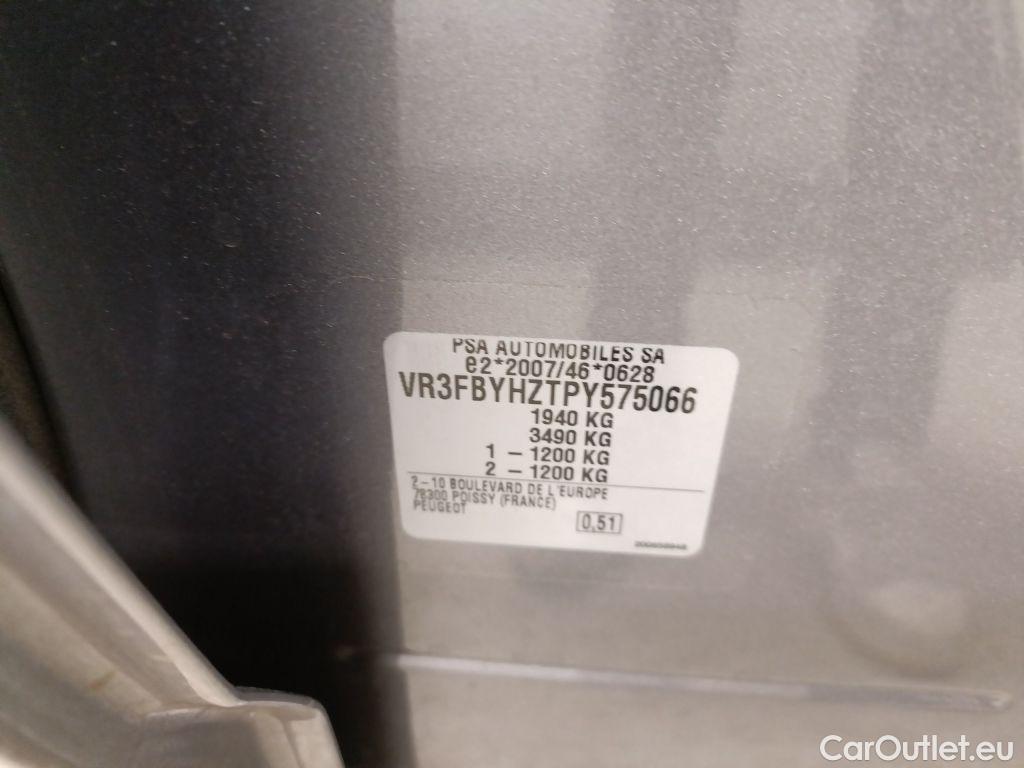 PSA AUTOMOBILES SA
e2*2007/46*0628
VR3FBYHZTPY575066
1940 KG
3490 KG
1 – 1200 KG
2 – 1200 KG
2–10 BOULEVARD DE L'EUROPE
78300 POISSY (FRANCE)
PEUGEOT
0,51
CarOutlet.eu